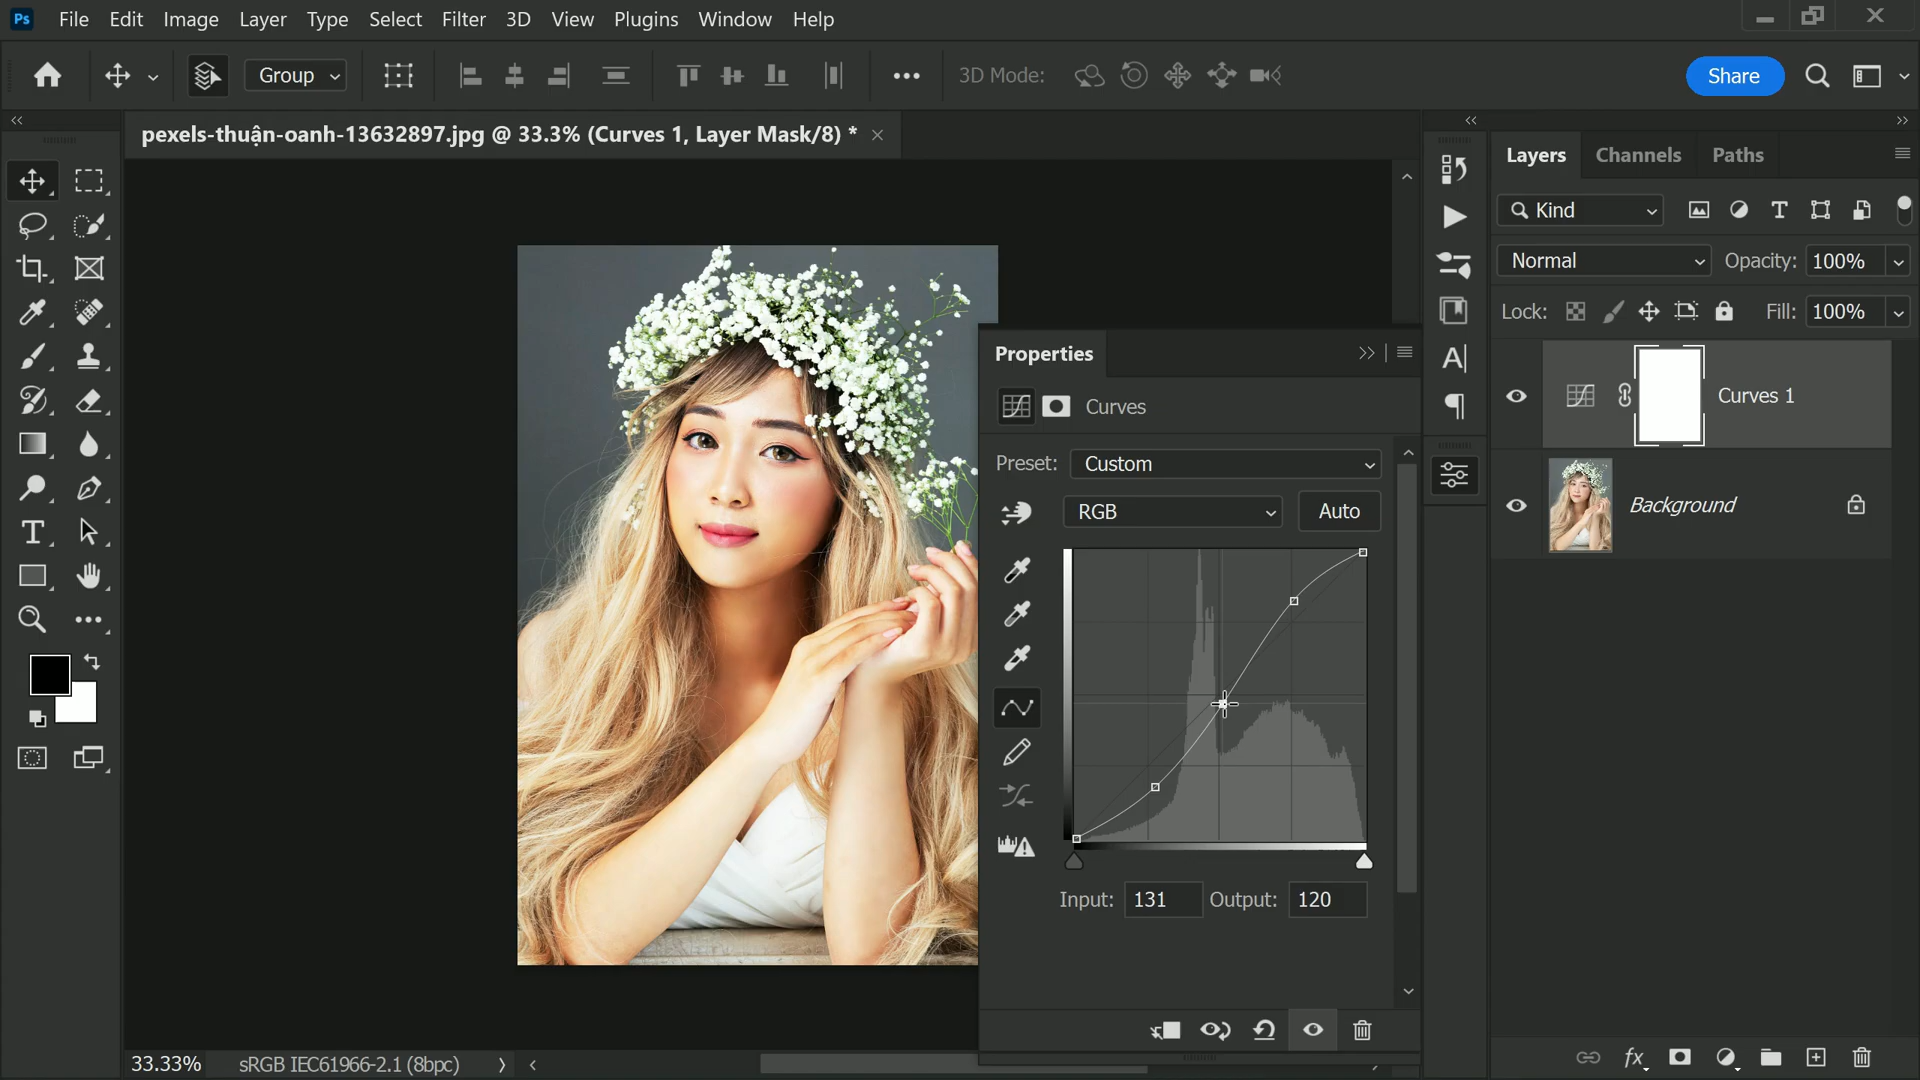 Ps File Edit Image Layer Type Select Filter 3D View Plugins Window Help
Group 3D Mode: Share
pexels-thuận-oanh-13632897.jpg @ 33.3% (Curves 1, Layer Mask/8) *
Layers Channels Paths
Kind
Normal Opacity: 100%
Lock: Fill: 100%
Curves 1
Background
Properties
Curves
Preset: Custom
RGB Auto
Input: 131 Output: 120
33.33% sRGB IEC61966-2.1 (8bpc)